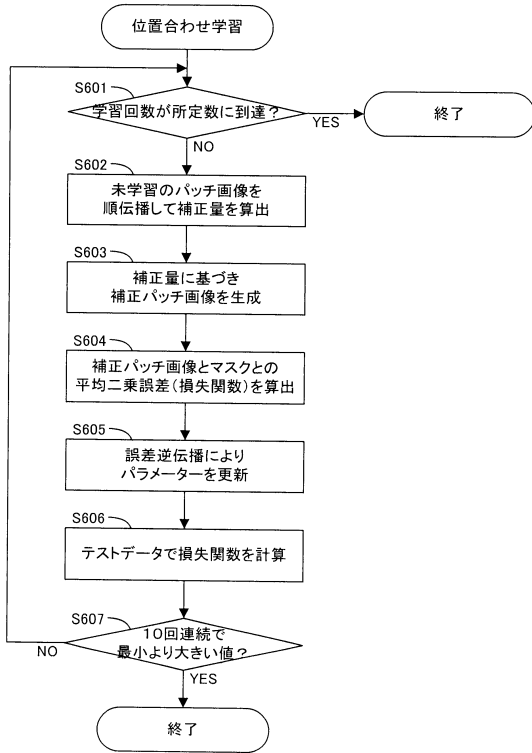 位置合わせ学習
S601
学習回数が所定数に到達？
YES
終了
NO
S602
未学習のパッチ画像を
順伝播して補正量を算出
S603
補正量に基づき
補正パッチ画像を生成
S604
補正パッチ画像とマスクとの
平均二乗誤差（損失関数）を算出
S605
誤差逆伝播により
パラメーターを更新
S606
テストデータで損失関数を計算
S607
10回連続で
最小より大きい値？
NO
YES
終了